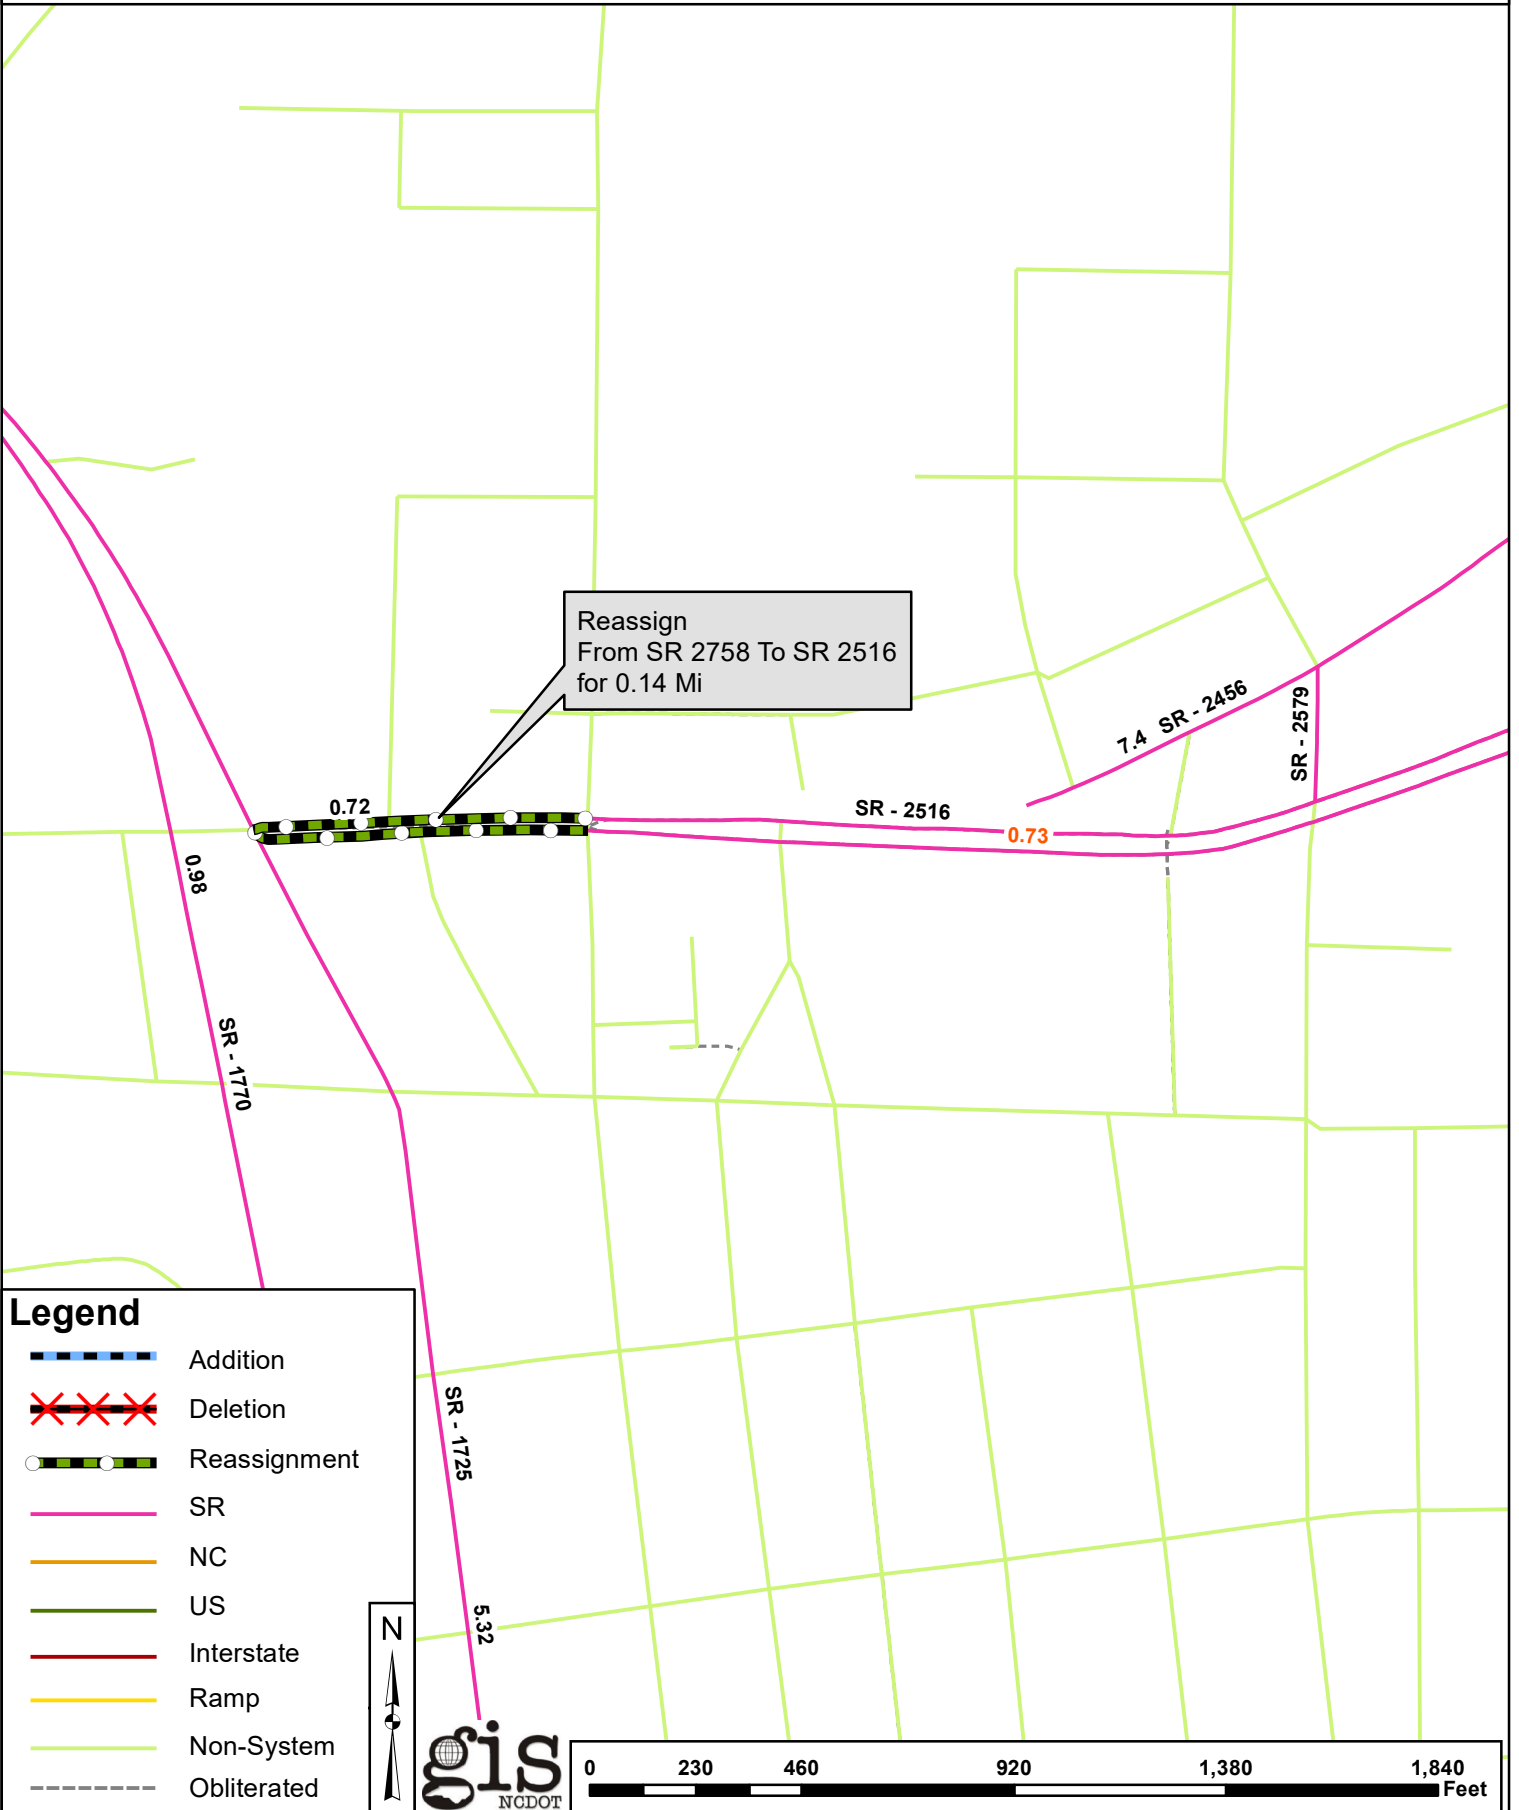 Reassign
From SR 2758 To SR 2516
for 0.14 Mi
7.4 SR - 2456
SR - 2579
0.72
SR - 2516
0.73
0.98
SR - 1770
SR - 1725
5.32
Legend
Addition
Deletion
Reassignment
SR
NC
US
Interstate
Ramp
Non-System
Obliterated
N
gis
NCDOT
0 230 460 920 1,380 1,840
Feet